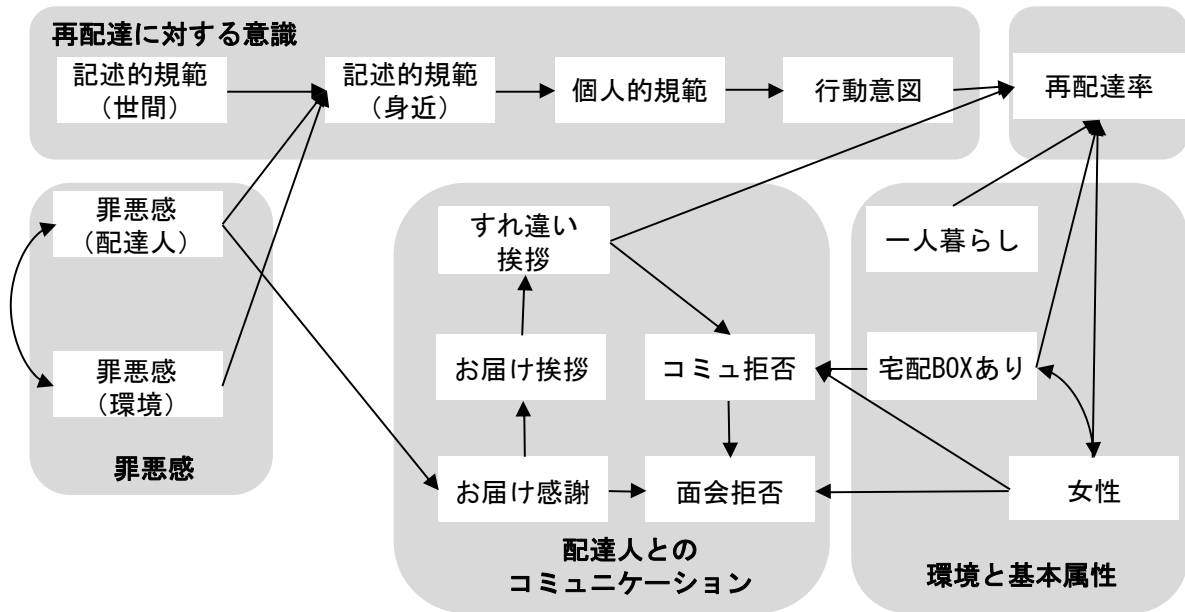 再配達に対する意識
記述的規範
（世間）
記述的規範
（身近）
個人的規範
行動意図
再配達率
罪悪感
（配達人）
罪悪感
（環境）
罪悪感
すれ違い
挨拶
お届け挨拶
コミュ拒否
お届け感謝
面会拒否
配達人との
コミュニケーション
一人暮らし
宅配BOXあり
女性
環境と基本属性